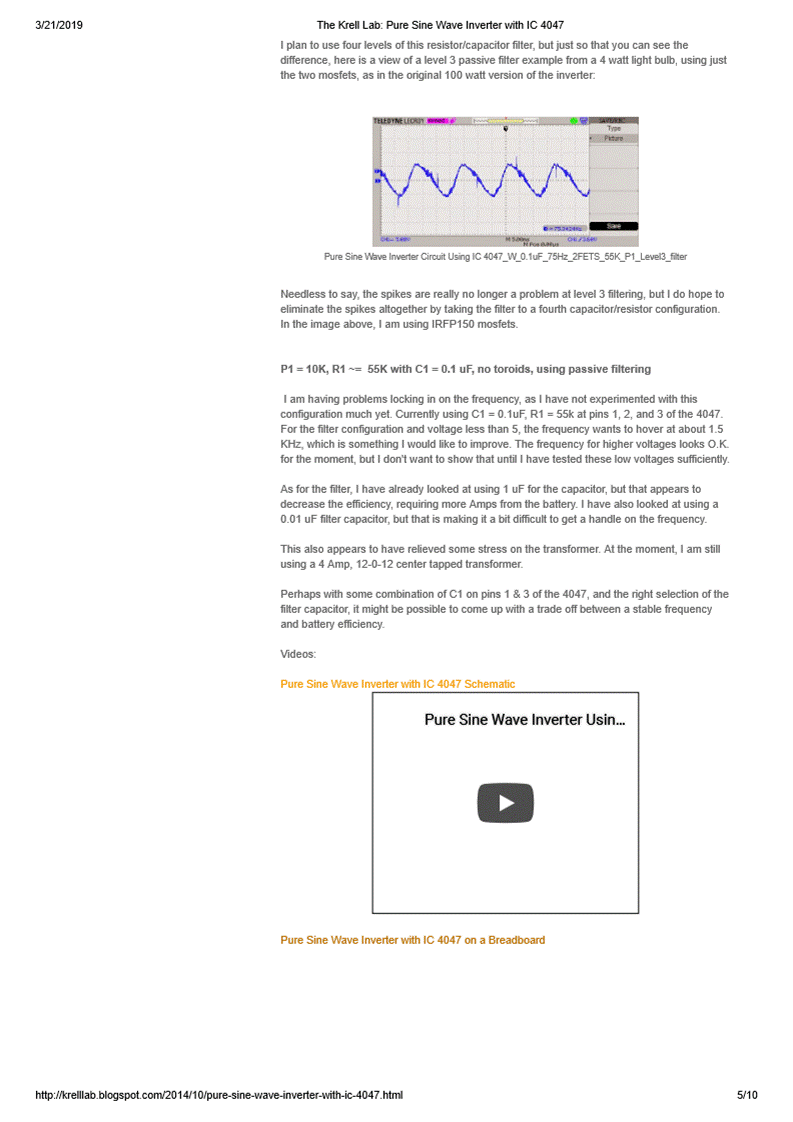 3/21/2019
The Krell Lab: Pure Sine Wave Inverter with IC 4047
I plan to use four levels of this resistor/capacitor filter, but just so that you can see the
difference, here is a view of a level 3 passive filter example from a 4 watt light bulb, using just
the two mosfets, as in the original 100 watt version of the inverter:
TELEDYNE LECROY
Type
Picture
Save
Pure Sine Wave Inverter Circuit Using IC 4047_W_0.1uF_75Hz_2FETS_55K_P1_Level3_filter
Needless to say, the spikes are really no longer a problem at level 3 filtering, but I do hope to
eliminate the spikes altogether by taking the filter to a fourth capacitor/resistor configuration.
In the image above, I am using IRFP150 mosfets.
P1 = 10K, R1 ~= 55K with C1 = 0.1 uF, no toroids, using passive filtering
I am having problems locking in on the frequency, as I have not experimented with this
configuration much yet. Currently using C1 = 0.1uF, R1 = 55k at pins 1, 2, and 3 of the 4047.
For the filter configuration and voltage less than 5, the frequency wants to hover at about 1.5
KHz, which is something I would like to improve. The frequency for higher voltages looks O.K.
for the moment, but I don't want to show that until I have tested these low voltages sufficiently.
As for the filter, I have already looked at using 1 uF for the capacitor, but that appears to
decrease the efficiency, requiring more Amps from the battery. I have also looked at using a
0.01 uF filter capacitor, but that is making it a bit difficult to get a handle on the frequency.
This also appears to have relieved some stress on the transformer. At the moment, I am still
using a 4 Amp, 12-0-12 center tapped transformer.
Perhaps with some combination of C1 on pins 1 & 3 of the 4047, and the right selection of the
filter capacitor, it might be possible to come up with a trade off between a stable frequency
and battery efficiency.
Videos:
Pure Sine Wave Inverter with IC 4047 Schematic
Pure Sine Wave Inverter Usin...
Pure Sine Wave Inverter with IC 4047 on a Breadboard
http://krelllab.blogspot.com/2014/10/pure-sine-wave-inverter-with-ic-4047.html
5/10